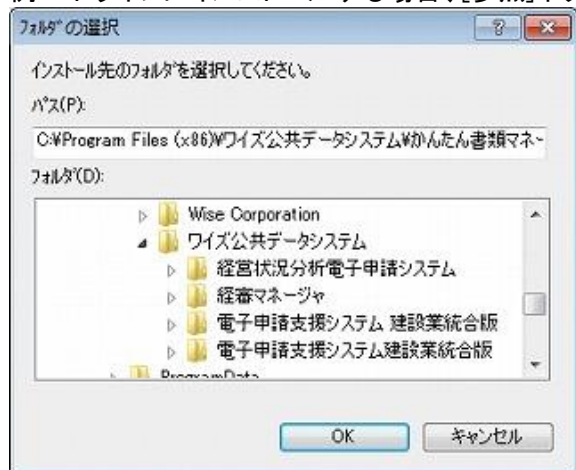 ﾌｫﾙﾀﾞの選択
インストール先のﾌｫﾙﾀﾞを選択してください。
ﾊﾟｽ(P):
C:¥Program Files (x86)¥ワイズ公共データシステム¥かんたん書類マネ～
ﾌｫﾙﾀﾞ(D):
Wise Corporation
ワイズ公共データシステム
経営状況分析電子申請システム
経審マネージャ
電子申請支援システム 建設業統合版
電子申請支援システム建設業統合版
ProgramData
OK
キャンセル